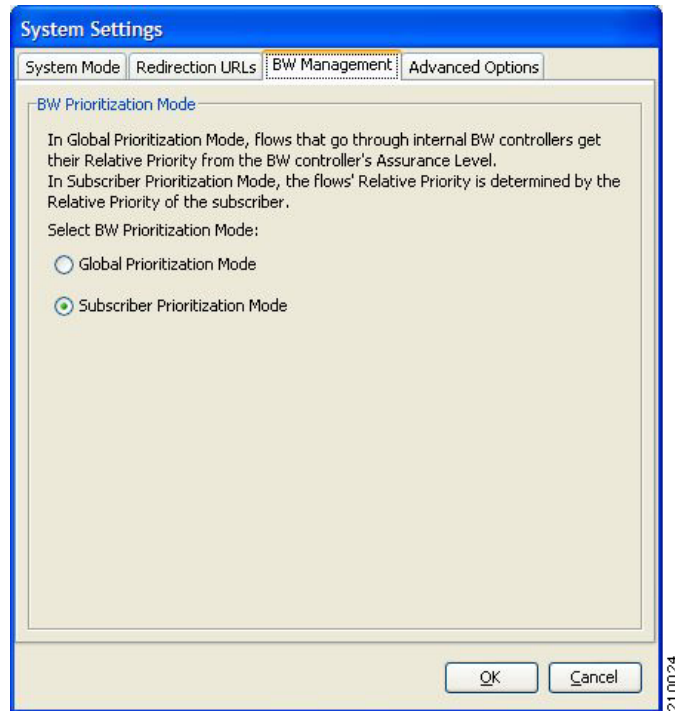 System Settings
System Mode
Redirection URLs
BW Management
Advanced Options
BW Prioritization Mode
In Global Prioritization Mode, flows that go through internal BW controllers get
their Relative Priority from the BW controller's Assurance Level.
In Subscriber Prioritization Mode, the flows' Relative Priority is determined by the
Relative Priority of the subscriber.
Select BW Prioritization Mode:
Global Prioritization Mode
Subscriber Prioritization Mode
OK
Cancel
210024